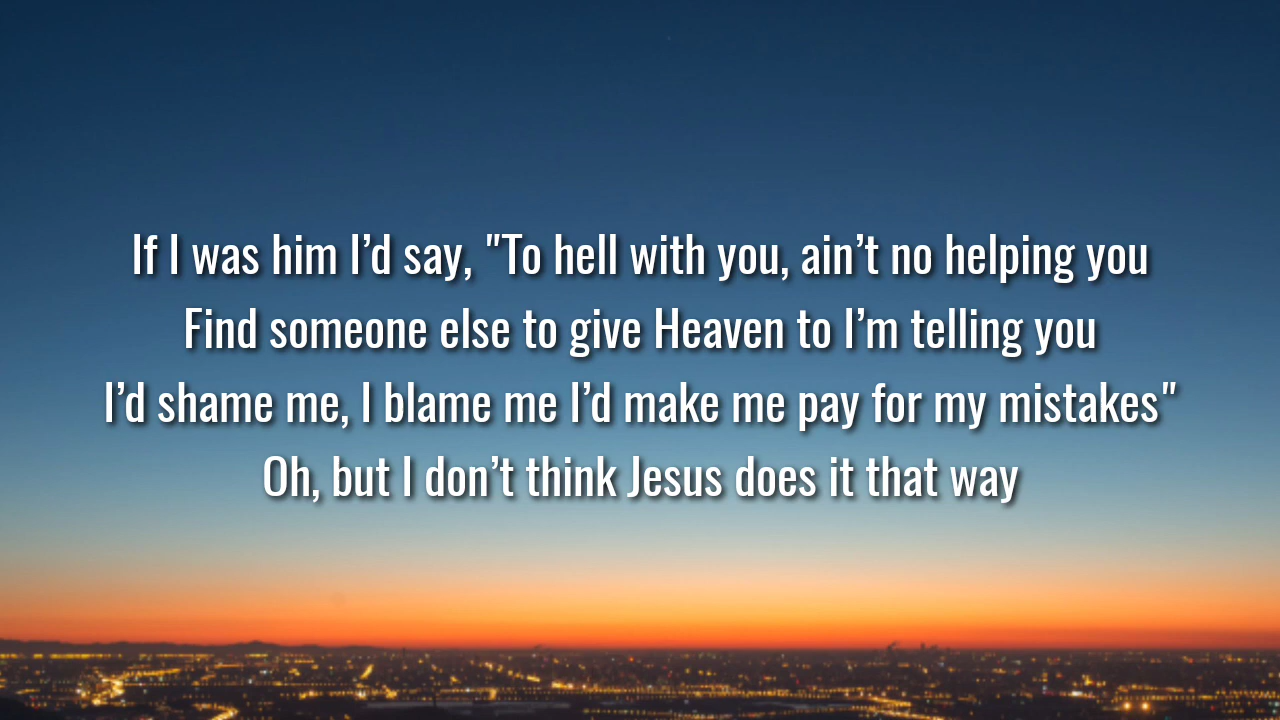 If I was him I’d say, "To hell with you, ain’t no helping you
Find someone else to give Heaven to I’m telling you
I’d shame me, I blame me I’d make me pay for my mistakes"
Oh, but I don’t think Jesus does it that way